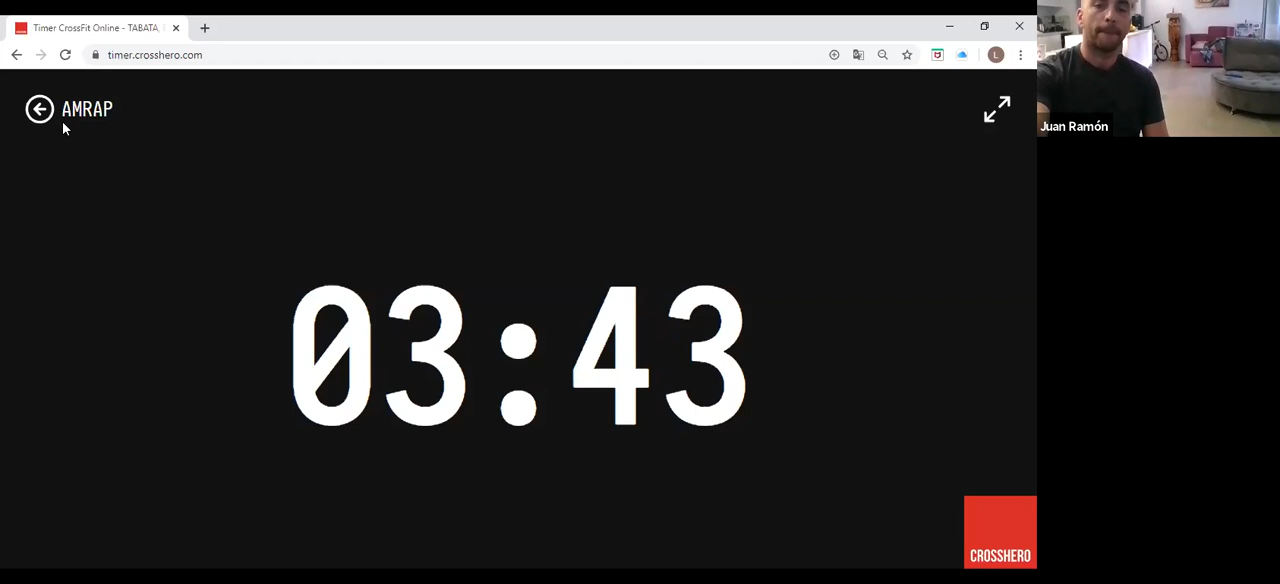 Timer CrossFit Online - TABATA,
timer.crosshero.com
L
AMRAP
Juan Ramón
03:43
CROSSHERO